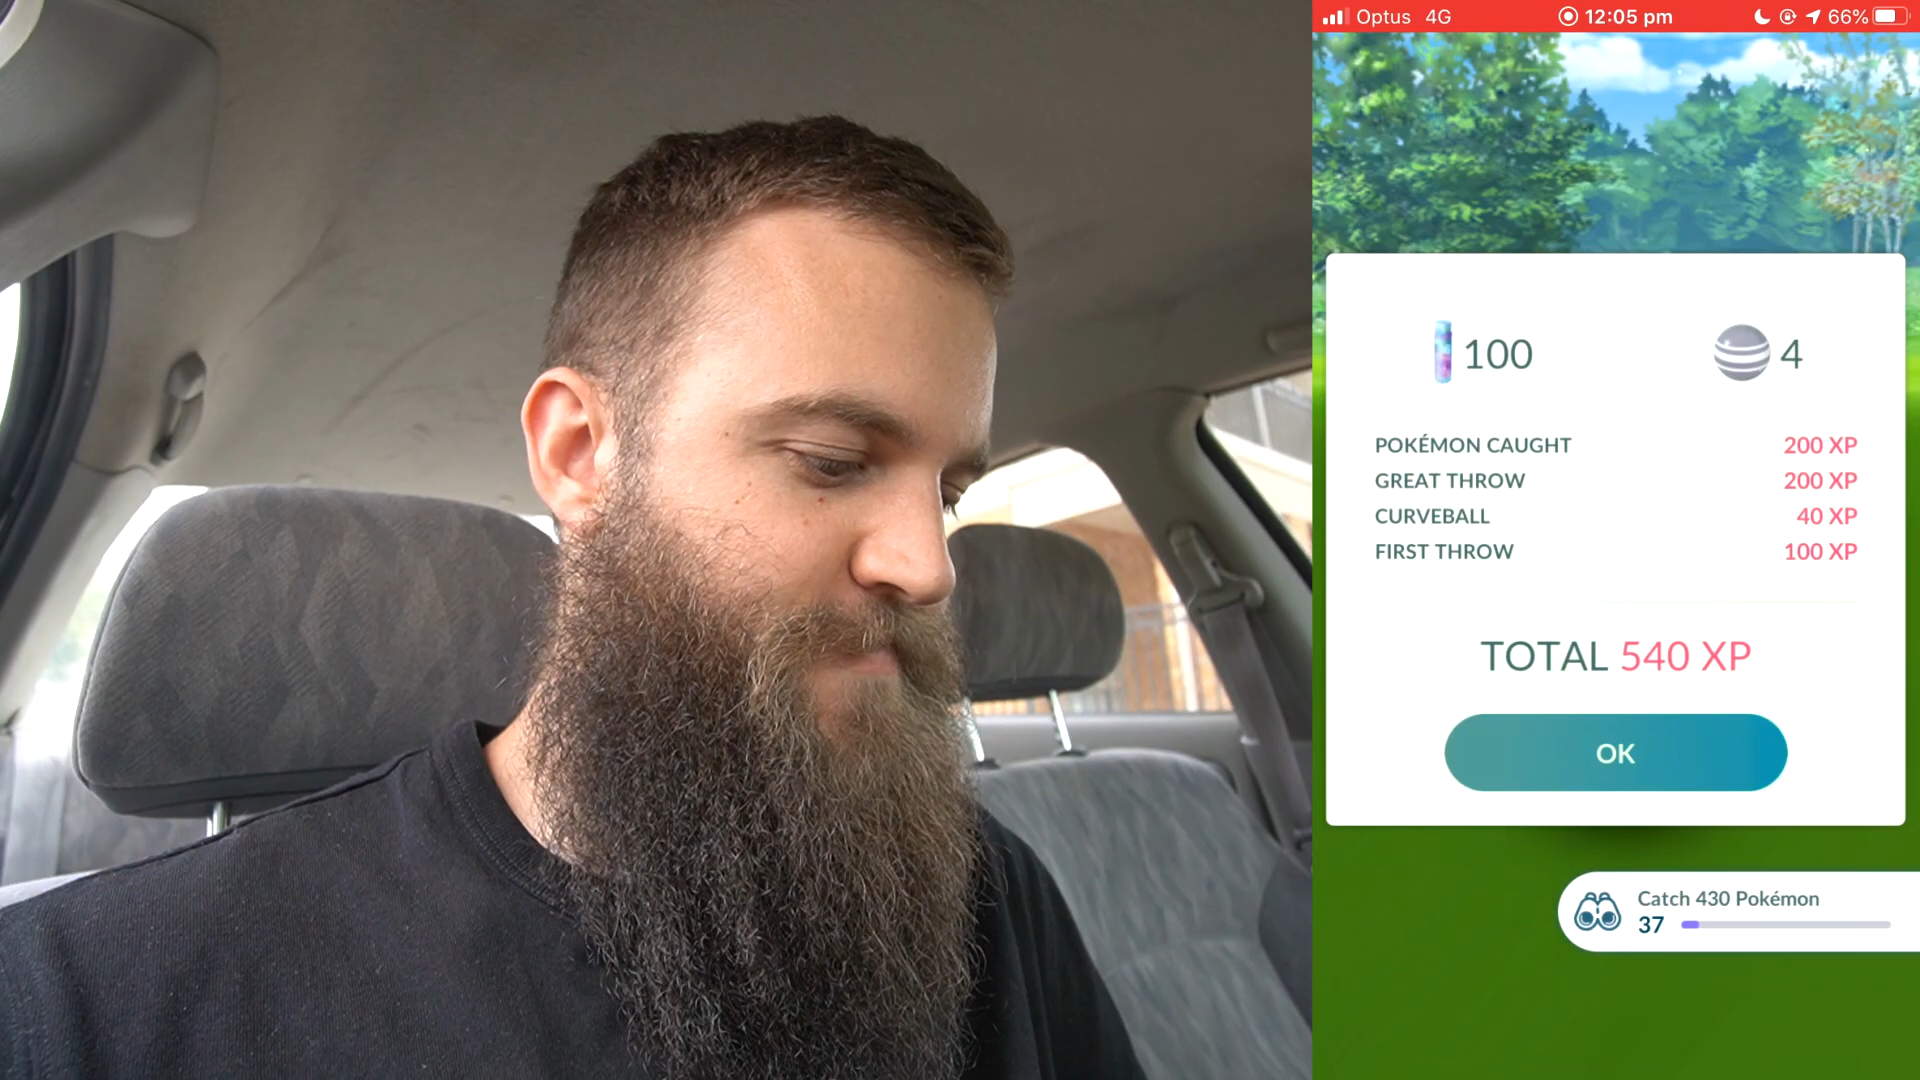 Optus 4G 12:05 pm 66%
100 4
POKÉMON CAUGHT 200 XP
GREAT THROW 200 XP
CURVEBALL 40 XP
FIRST THROW 100 XP
TOTAL 540 XP
OK
Catch 430 Pokémon
37